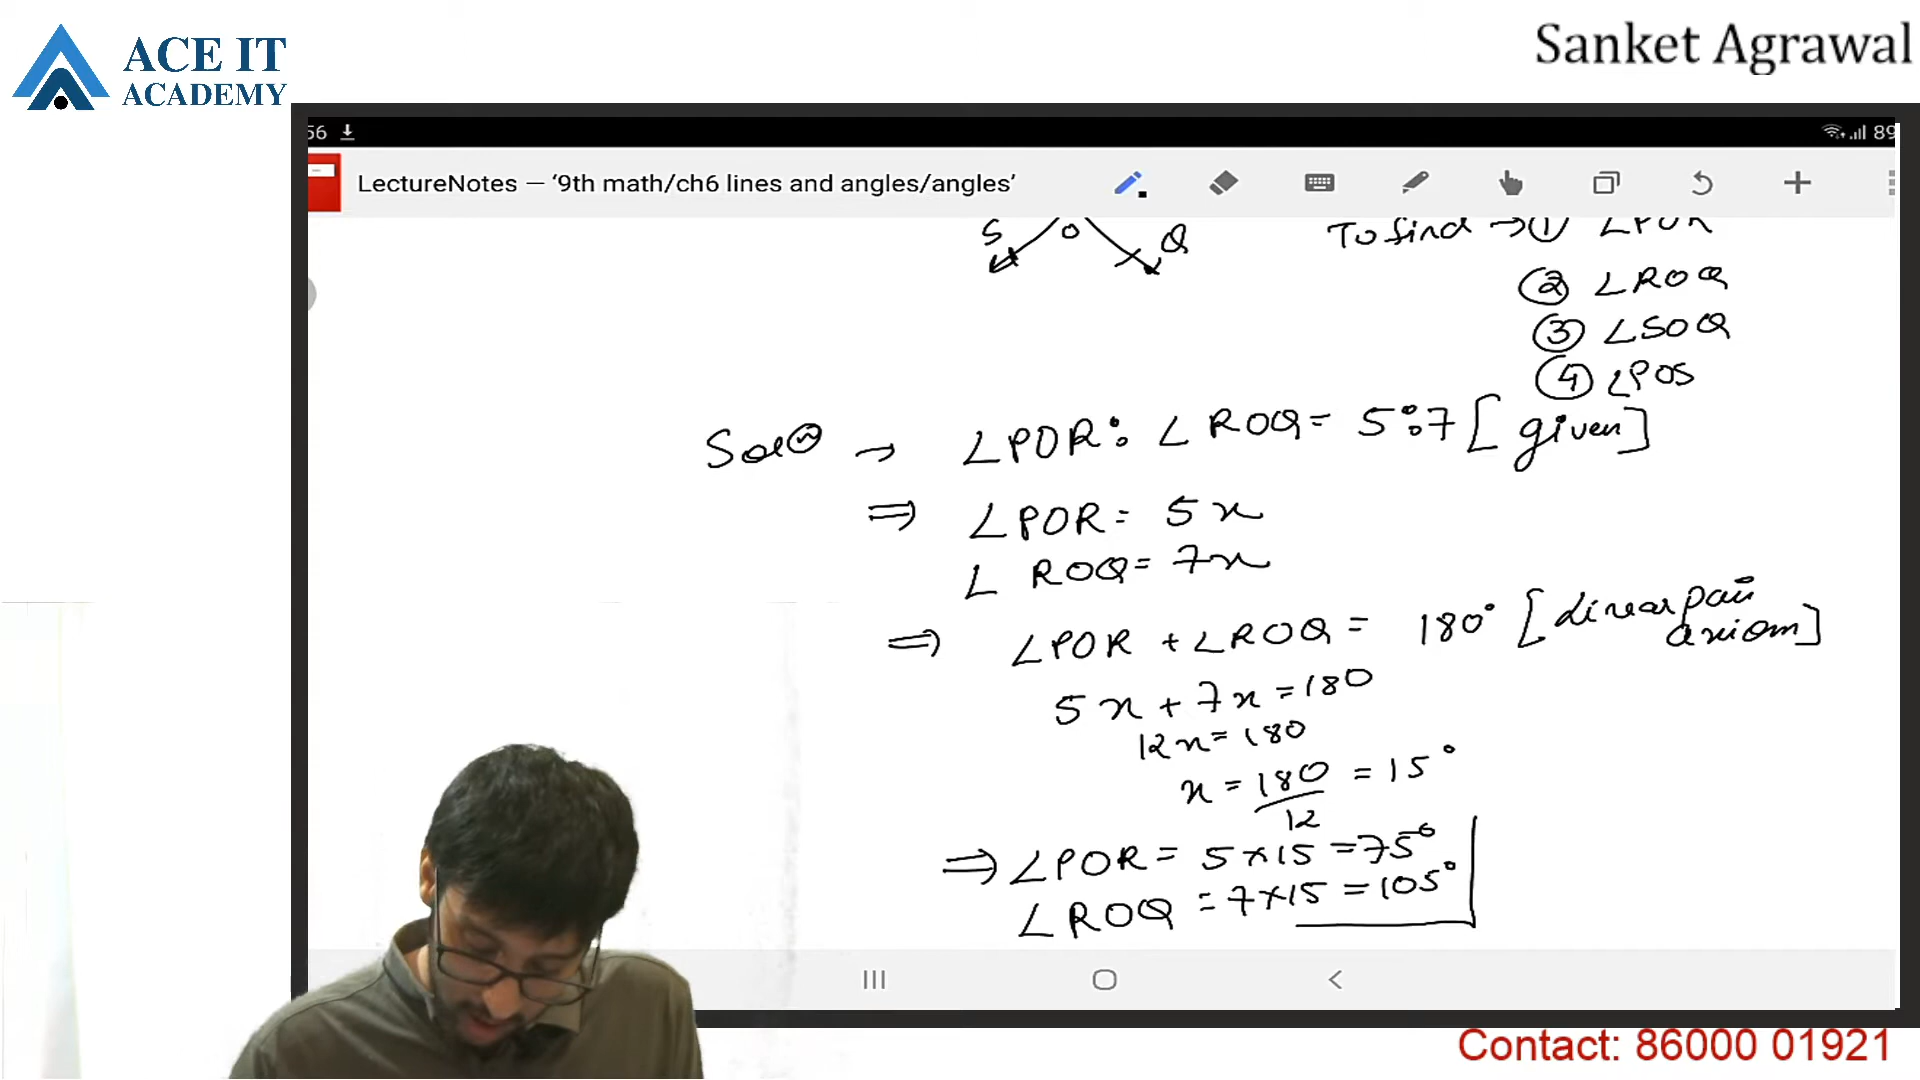 ACE IT
ACADEMY
Sanket Agrawal
56
89
LectureNotes — ‘9th math/ch6 lines and angles/angles’
S O Q
To find → ① ∠POR
② ∠ROQ
③ ∠SOQ
④ ∠POS
→ ∠POR : ∠ROQ = 5:7 [given]
⇒ ∠POR = 5x
∠ROQ = 7x
⇒ ∠POR + ∠ROQ = 180° [linear pair
axiom]
5x + 7x = 180
12x = 180
x = 180/12 = 15°
⇒ ∠POR = 5×15 = 75°
∠ROQ = 7×15 = 105°
Contact: 86000 01921